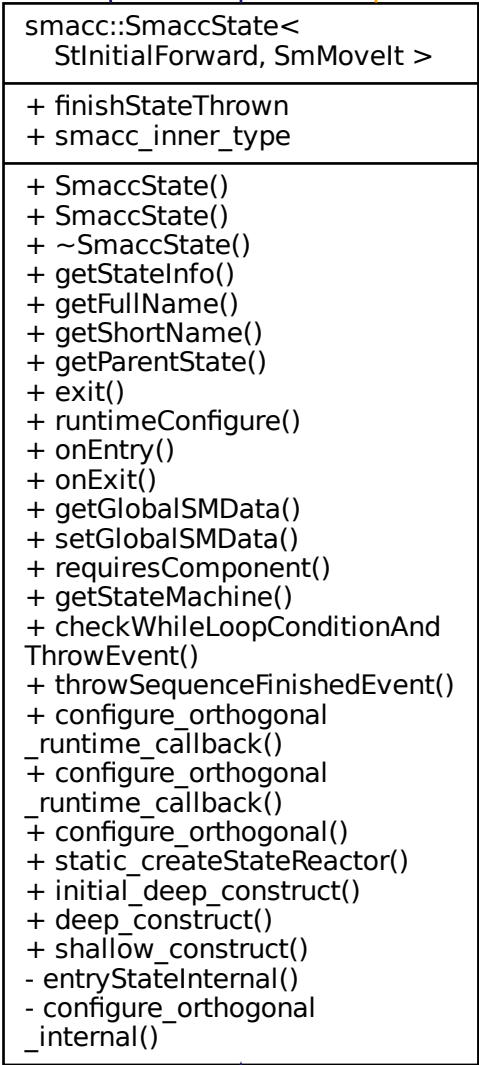 smacc::SmaccState<
StInitialForward, SmMoveIt >
+ finishStateThrown
+ smacc_inner_type
+ SmaccState()
+ SmaccState()
+ ~SmaccState()
+ getStateInfo()
+ getFullName()
+ getShortName()
+ getParentState()
+ exit()
+ runtimeConfigure()
+ onEntry()
+ onExit()
+ getGlobalSMData()
+ setGlobalSMData()
+ requiresComponent()
+ getStateMachine()
+ checkWhileLoopConditionAnd
ThrowEvent()
+ throwSequenceFinishedEvent()
+ configure_orthogonal
_runtime_callback()
+ configure_orthogonal
_runtime_callback()
+ configure_orthogonal()
+ static_createStateReactor()
+ initial_deep_construct()
+ deep_construct()
+ shallow_construct()
- entryStateInternal()
- configure_orthogonal
_internal()